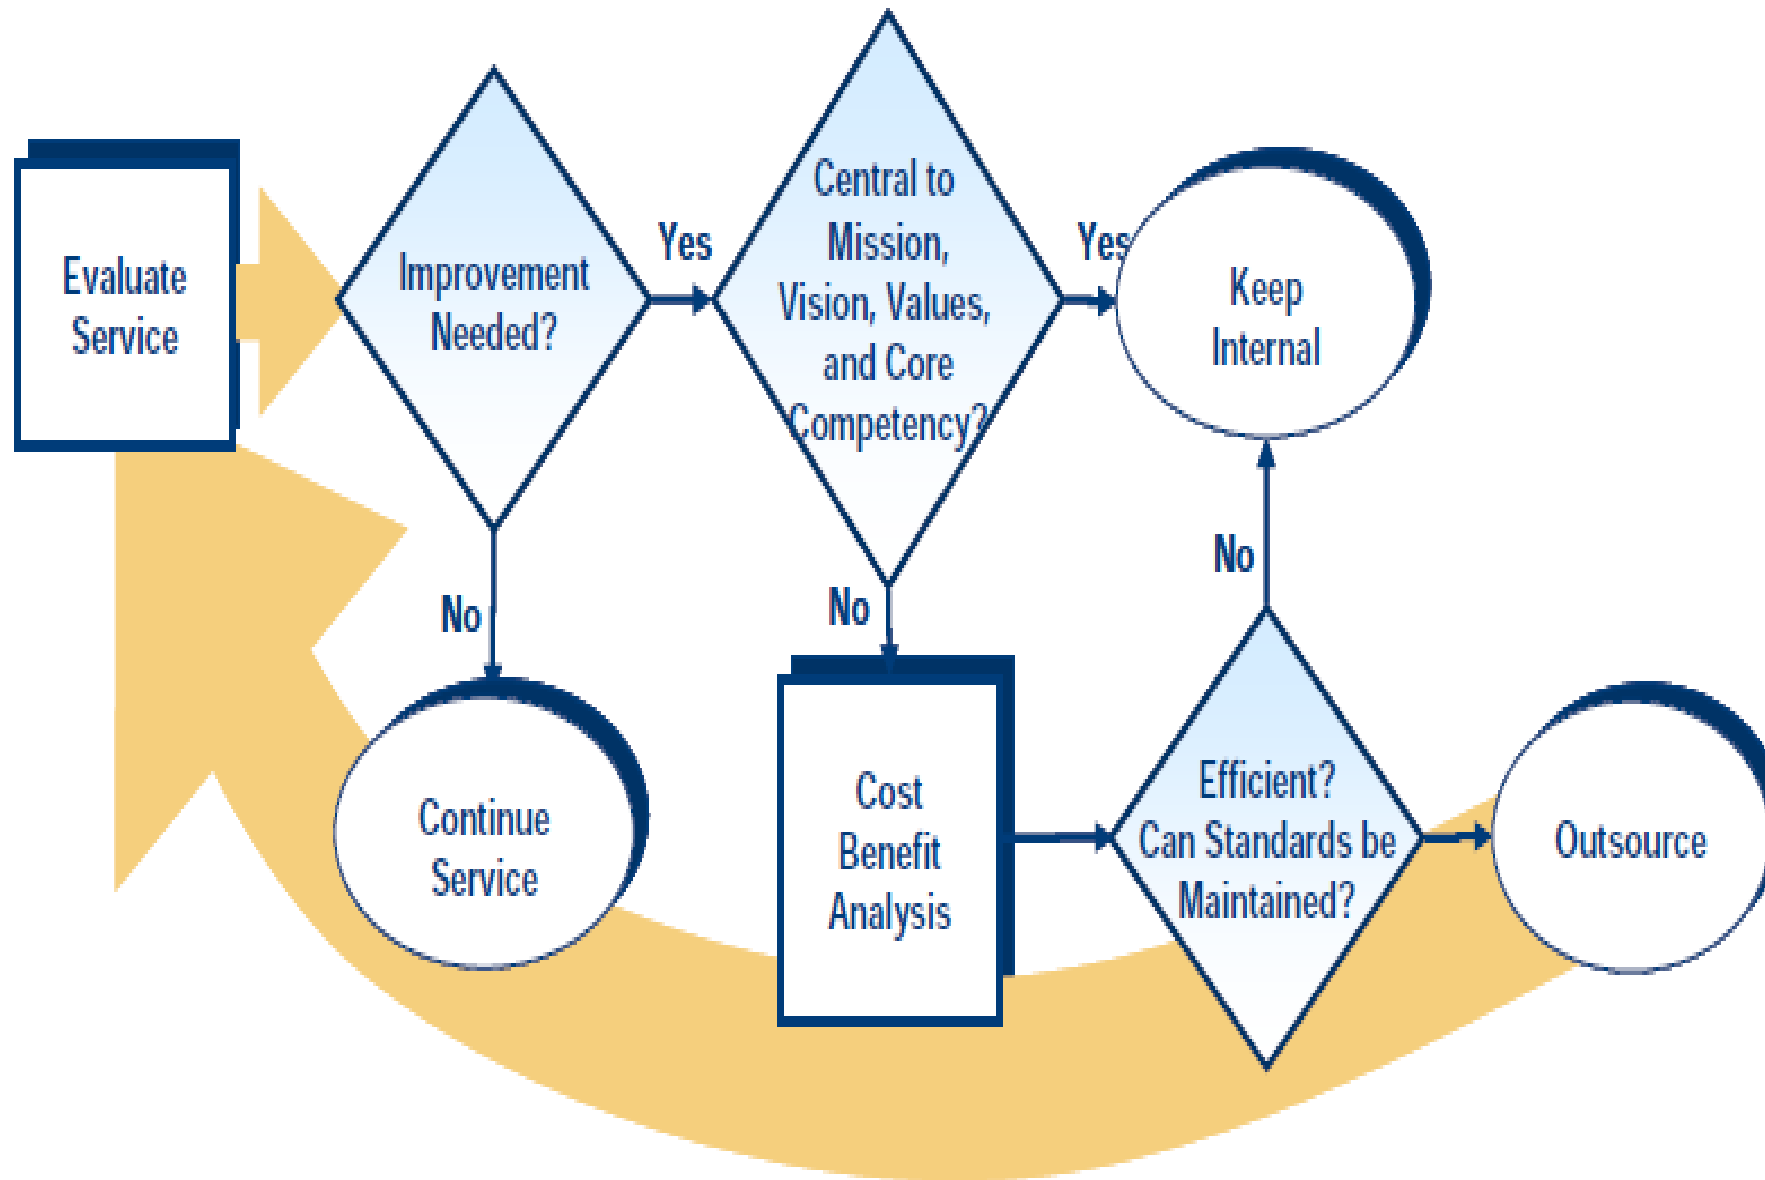 Evaluate
Service
Improvement
Needed?
Yes
Central to
Mission,
Vision, Values,
and Core
Competency?
Yes
Keep
Internal
No
Continue
Service
No
Cost
Benefit
Analysis
No
Efficient?
Can Standards be
Maintained?
Outsource